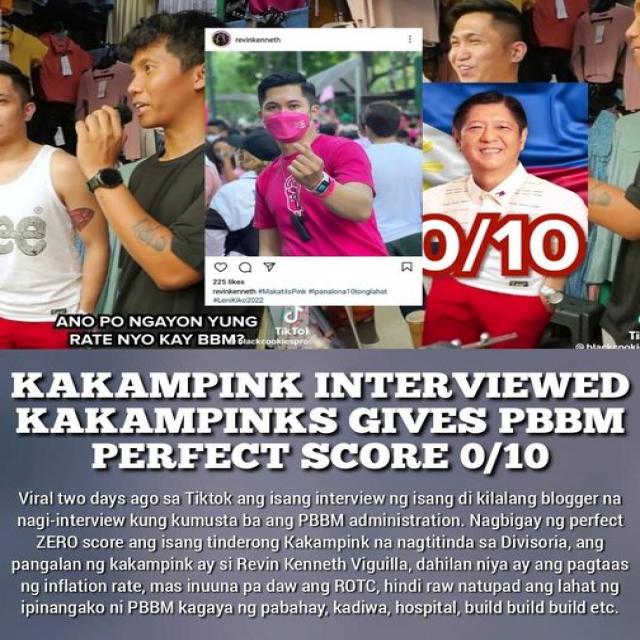 revinkenneth
225 likes
revinkenneth #MakatiIsPink #Ipanalona10tonglahat
#LeniKiko2022
0/10
ANO PO NGAYON YUNG
RATE NYO KAY BBM?
TikTok
KAKAMPINK INTERVIEWED
KAKAMPINKS GIVES PBBM
PERFECT SCORE 0/10
Viral two days ago sa Tiktok ang isang interview ng isang di kilalang blogger na
nagi-interview kung kumusta ba ang PBBM administration. Nagbigay ng perfect
ZERO score ang isang tinderong Kakampink na nagtitinda sa Divisoria, ang
pangalan ng kakampink ay si Revin Kenneth Viguilla, dahilan niya ay ang pagtaas
ng inflation rate, mas inuuna pa daw ang ROTC, hindi raw natupad ang lahat ng
ipinangako ni PBBM kagaya ng pabahay, kadiwa, hospital, build build build etc.